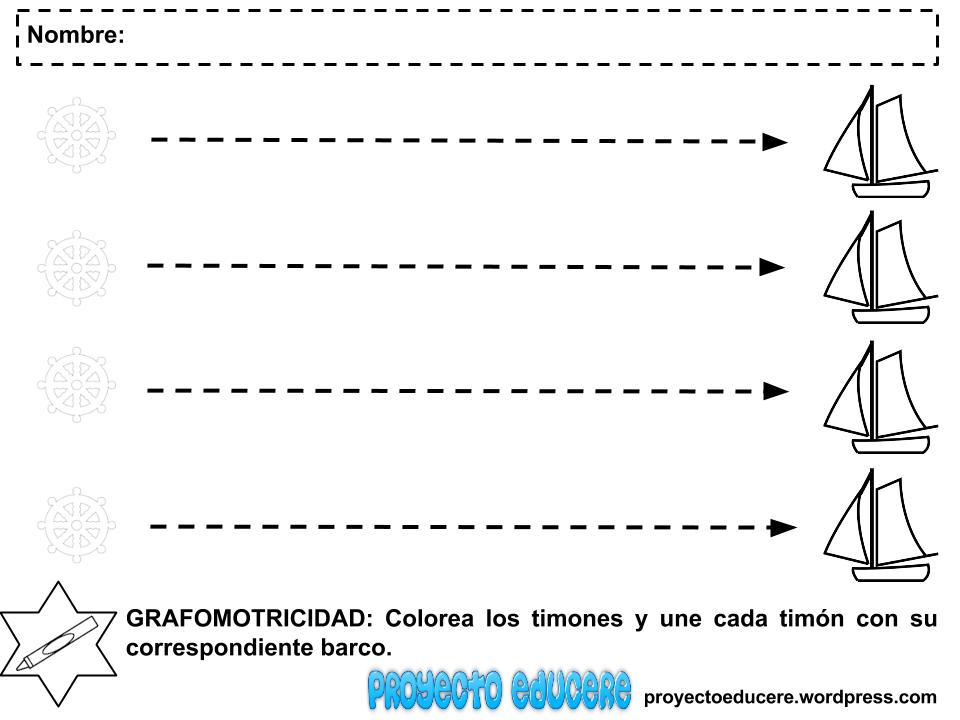 Nombre:
GRAFOMOTRICIDAD: Colorea los timones y une cada timón con su
correspondiente barco.
PROYECTO EDUCERE proyectoeducere.wordpress.com